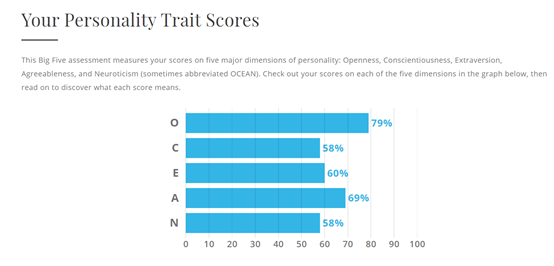 Your Personality Trait Scores
This Big Five assessment measures your scores on five major dimensions of personality: Openness, Conscientiousness, Extraversion,
Agreeableness, and Neuroticism (sometimes abbreviated OCEAN). Check out your scores on each of the five dimensions in the graph below, then
read on to discover what each score means.
O 79%
C 58%
E 60%
A 69%
N 58%
0 10 20 30 40 50 60 70 80 90 100